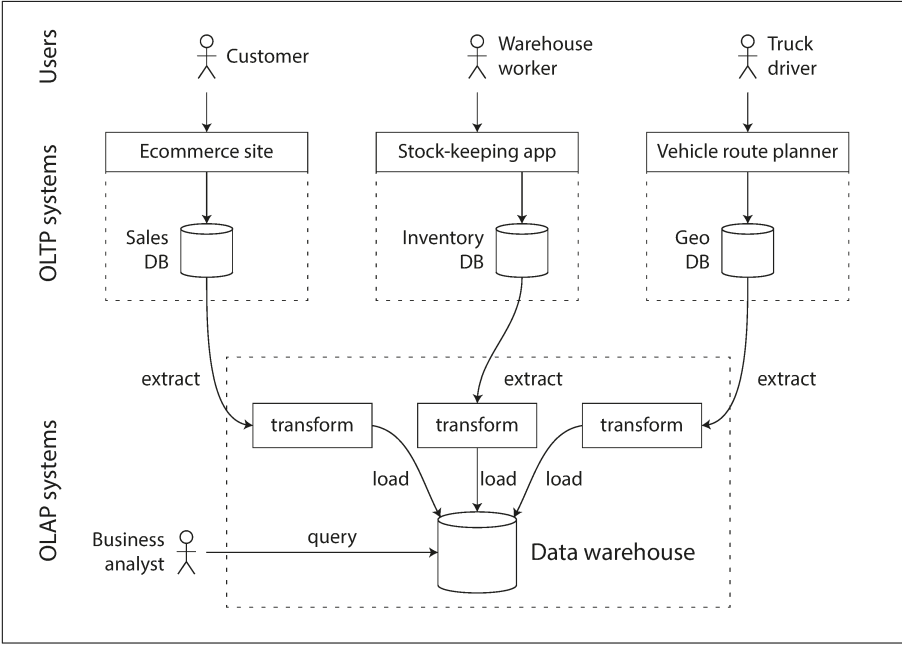 Users
Customer
Warehouse
worker
Truck
driver
OLTP systems
Ecommerce site
Stock-keeping app
Vehicle route planner
Sales
DB
Inventory
DB
Geo
DB
extract
extract
extract
OLAP systems
transform
transform
transform
load
load
load
Business
analyst
query
Data warehouse